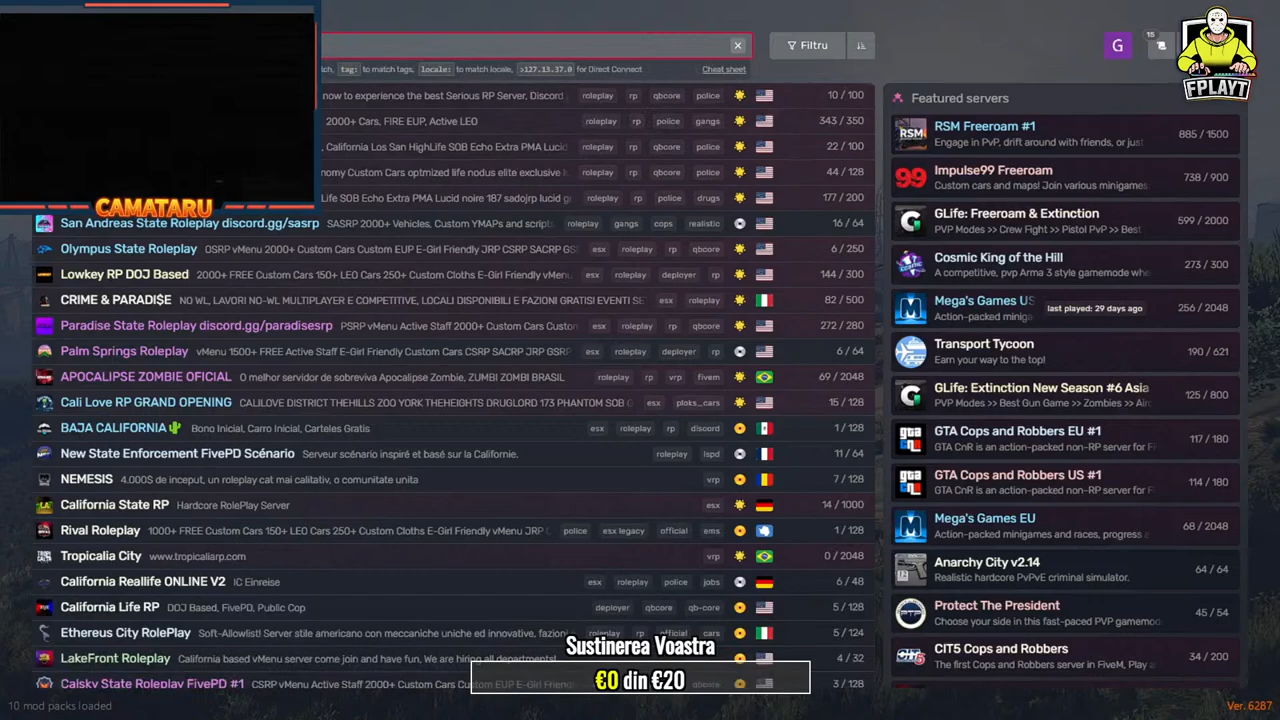 Filtru
G
15
FPLAYT
tag: to match tags, locale: to match locale, >127.13.37.0 for Direct Connect
Cheat sheet
CAMATARU
now to experience the best Serious RP Server, Discord. roleplay rp qbcore police 10 / 100
2000+ Cars, FIRE EUP, Active LEO roleplay rp police gangs 343 / 350
California Los San HighLife SOB Echo Extra PMA Lucid roleplay rp qbcore police 22 / 100
nomy Custom Cars optmized life nodus elite exclusive l roleplay rp qbcore police 44 / 128
Life SOB Echo Extra PMA Lucid noire 187 sadojrp lucid gr roleplay rp police drugs 177 / 200
San Andreas State Roleplay discord.gg/sasrp SASRP 2000+ Vehicles, Custom YMAPs and scripts, roleplay gangs cops realistic 16 / 64
Olympus State Roleplay OSRP vMenu 2000+ Custom Cars Custom EUP E-Girl Friendly JRP CSRP SACRP GS esx roleplay rp qbcore 6 / 250
Lowkey RP DOJ Based 2000+ FREE Custom Cars 150+ LEO Cars 250+ Custom Cloths E-Girl Friendly vMenu esx roleplay deployer rp 144 / 300
CRIME & PARADI$E NO WL, LAVORI NO-WL MULTIPLAYER E COMPETITIVE, LOCALI DISPONIBILI E FAZIONI GRATIS! EVENTI SE esx roleplay 82 / 500
Paradise State Roleplay discord.gg/paradisesrp PSRP vMenu Active Staff 2000+ Custom Cars Custom esx roleplay rp qbcore 272 / 280
Palm Springs Roleplay vMenu 1500+ FREE Active Staff E-Girl Friendly Custom Cars CSRP SACRP JRP GSRP esx roleplay deployer rp 6 / 64
APOCALIPSE ZOMBIE OFICIAL O melhor servidor de sobreviva Apocalipse Zombie, ZUMBI ZOMBI BRASIL roleplay rp vrp fivem 69 / 2048
Cali Love RP GRAND OPENING CALILOVE DISTRICT THEHILLS ZOO YORK THEHEIGHTS DRUGLORD 173 PHANTOM SOB G esx ploks_cars 15 / 128
BAJA CALIFORNIA Bono Inicial, Carro Inicial, Carteles Gratis esx roleplay rp discord 1 / 128
New State Enforcement FivePD Scénario Serveur scénario inspiré et basé sur la Californie. roleplay lspd 11 / 64
NEMESIS 4.000$ de inceput, un roleplay cat mai calitativ, o comunitate unita vrp 7 / 128
California State RP Hardcore RolePlay Server esx 14 / 1000
Rival Roleplay 1000+ FREE Custom Cars 150+ LEO Cars 250+ Custom Cloths E-Girl Friendly vMenu JRP C police esx legacy official ems 1 / 128
Tropicalia City www.tropicaliarp.com vrp 0 / 2048
California Reallife ONLINE V2 IC Einreise esx roleplay police jobs 6 / 48
California Life RP DOJ Based, FivePD, Public Cop deployer qbcore qb-core 5 / 128
Ethereus City RolePlay Soft-Allowlist! Server stile americano con meccaniche uniche ed innovative, fazioni rp official cars 5 / 124
LakeFront Roleplay California based vMenu server come join and have fun, We are hiring all departments! 4 / 32
Calsky State Roleplay FivePD #1 CSRP vMenu Active Staff 2000+ Custom Cars Custom EUP E-Girl Friendly qbcore 3 / 128
Sustinerea Voastra
€0 din €20
Featured servers
RSM Freeroam #1 885 / 1500
Engage in PvP, drift around with friends, or just
Impulse99 Freeroam 738 / 900
Custom cars and maps! Join various minigames
GLife: Freeroam & Extinction 599 / 2000
PVP Modes >> Crew Fight >> Pistol PvP >> Best
Cosmic King of the Hill 273 / 300
A competitive, pvp Arma 3 style gamemode whe
Mega's Games US last played: 29 days ago 256 / 2048
Action-packed miniga
Transport Tycoon 190 / 621
Earn your way to the top!
GLife: Extinction New Season #6 Asia 125 / 800
PVP Modes >> Best Gun Game >> Zombies >> Air
GTA Cops and Robbers EU #1 117 / 180
GTA CnR is an action-packed non-RP server for F
GTA Cops and Robbers US #1 114 / 180
GTA CnR is an action-packed non-RP server for F
Mega's Games EU 68 / 2048
Action-packed minigames and races, progress a
Anarchy City v2.14 64 / 64
Realistic hardcore PvPvE criminal simulator.
Protect The President 45 / 54
Choose your side in this fast-paced PVP gamemod
CIT5 Cops and Robbers 34 / 200
The first Cops and Robbers server in FiveM, Play a
10 mod packs loaded
Ver. 6287